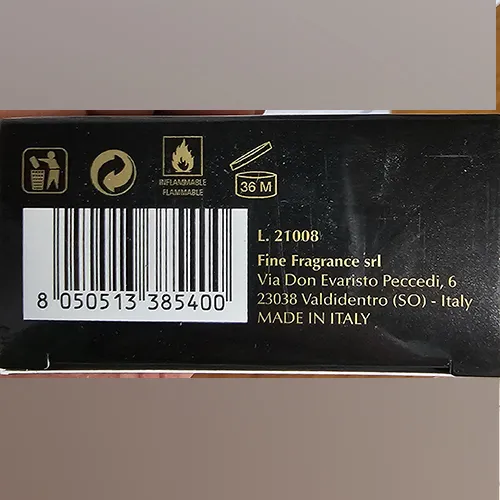 INFLAMMABLE
FLAMMABLE
36 M
8 050513 385400
L. 21008
Fine Fragrance srl
Via Don Evaristo Peccedi, 6
23038 Valdidentro (SO) - Italy
MADE IN ITALY